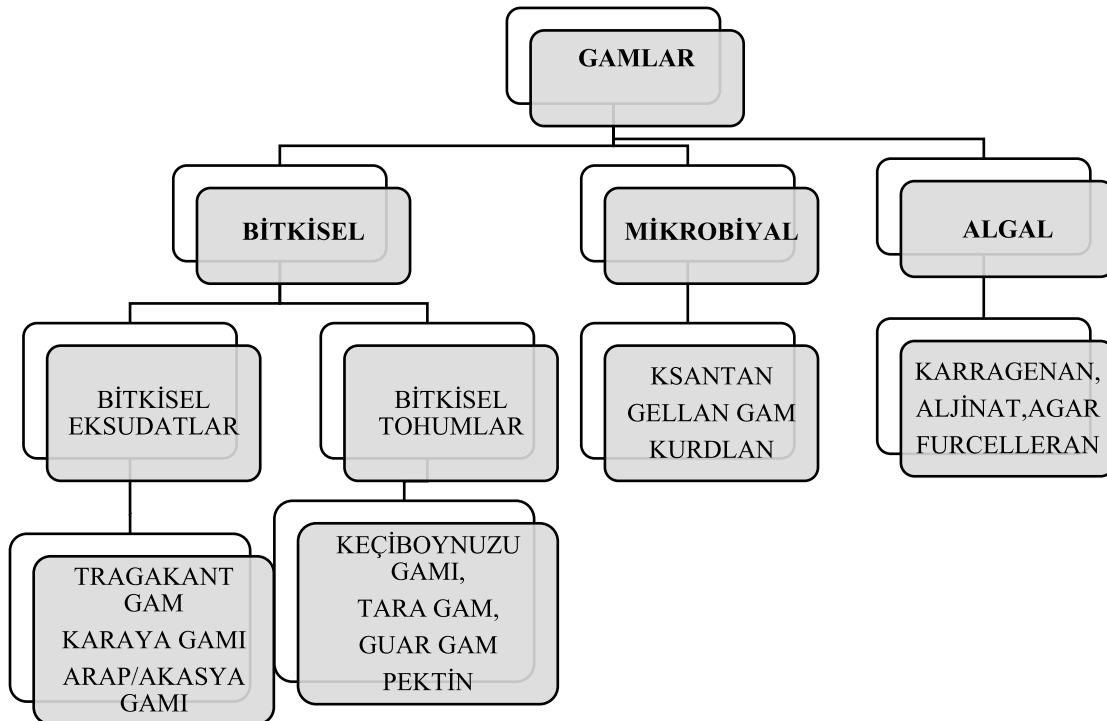 GAMLAR
BİTKİSEL
MİKROBİYAL
ALGAL
BİTKİSEL
EKSUDATLAR
BİTKİSEL
TOHUMLAR
KSANTAN
GELLAN GAM
KURDLAN
KARRAGENAN,
ALJİNAT,AGAR
FURCELLERAN
TRAGAKANT
GAM
KARAYA GAMI
ARAP/AKASYA
GAMI
KEÇİBOYNUZU
GAMI,
TARA GAM,
GUAR GAM
PEKTİN